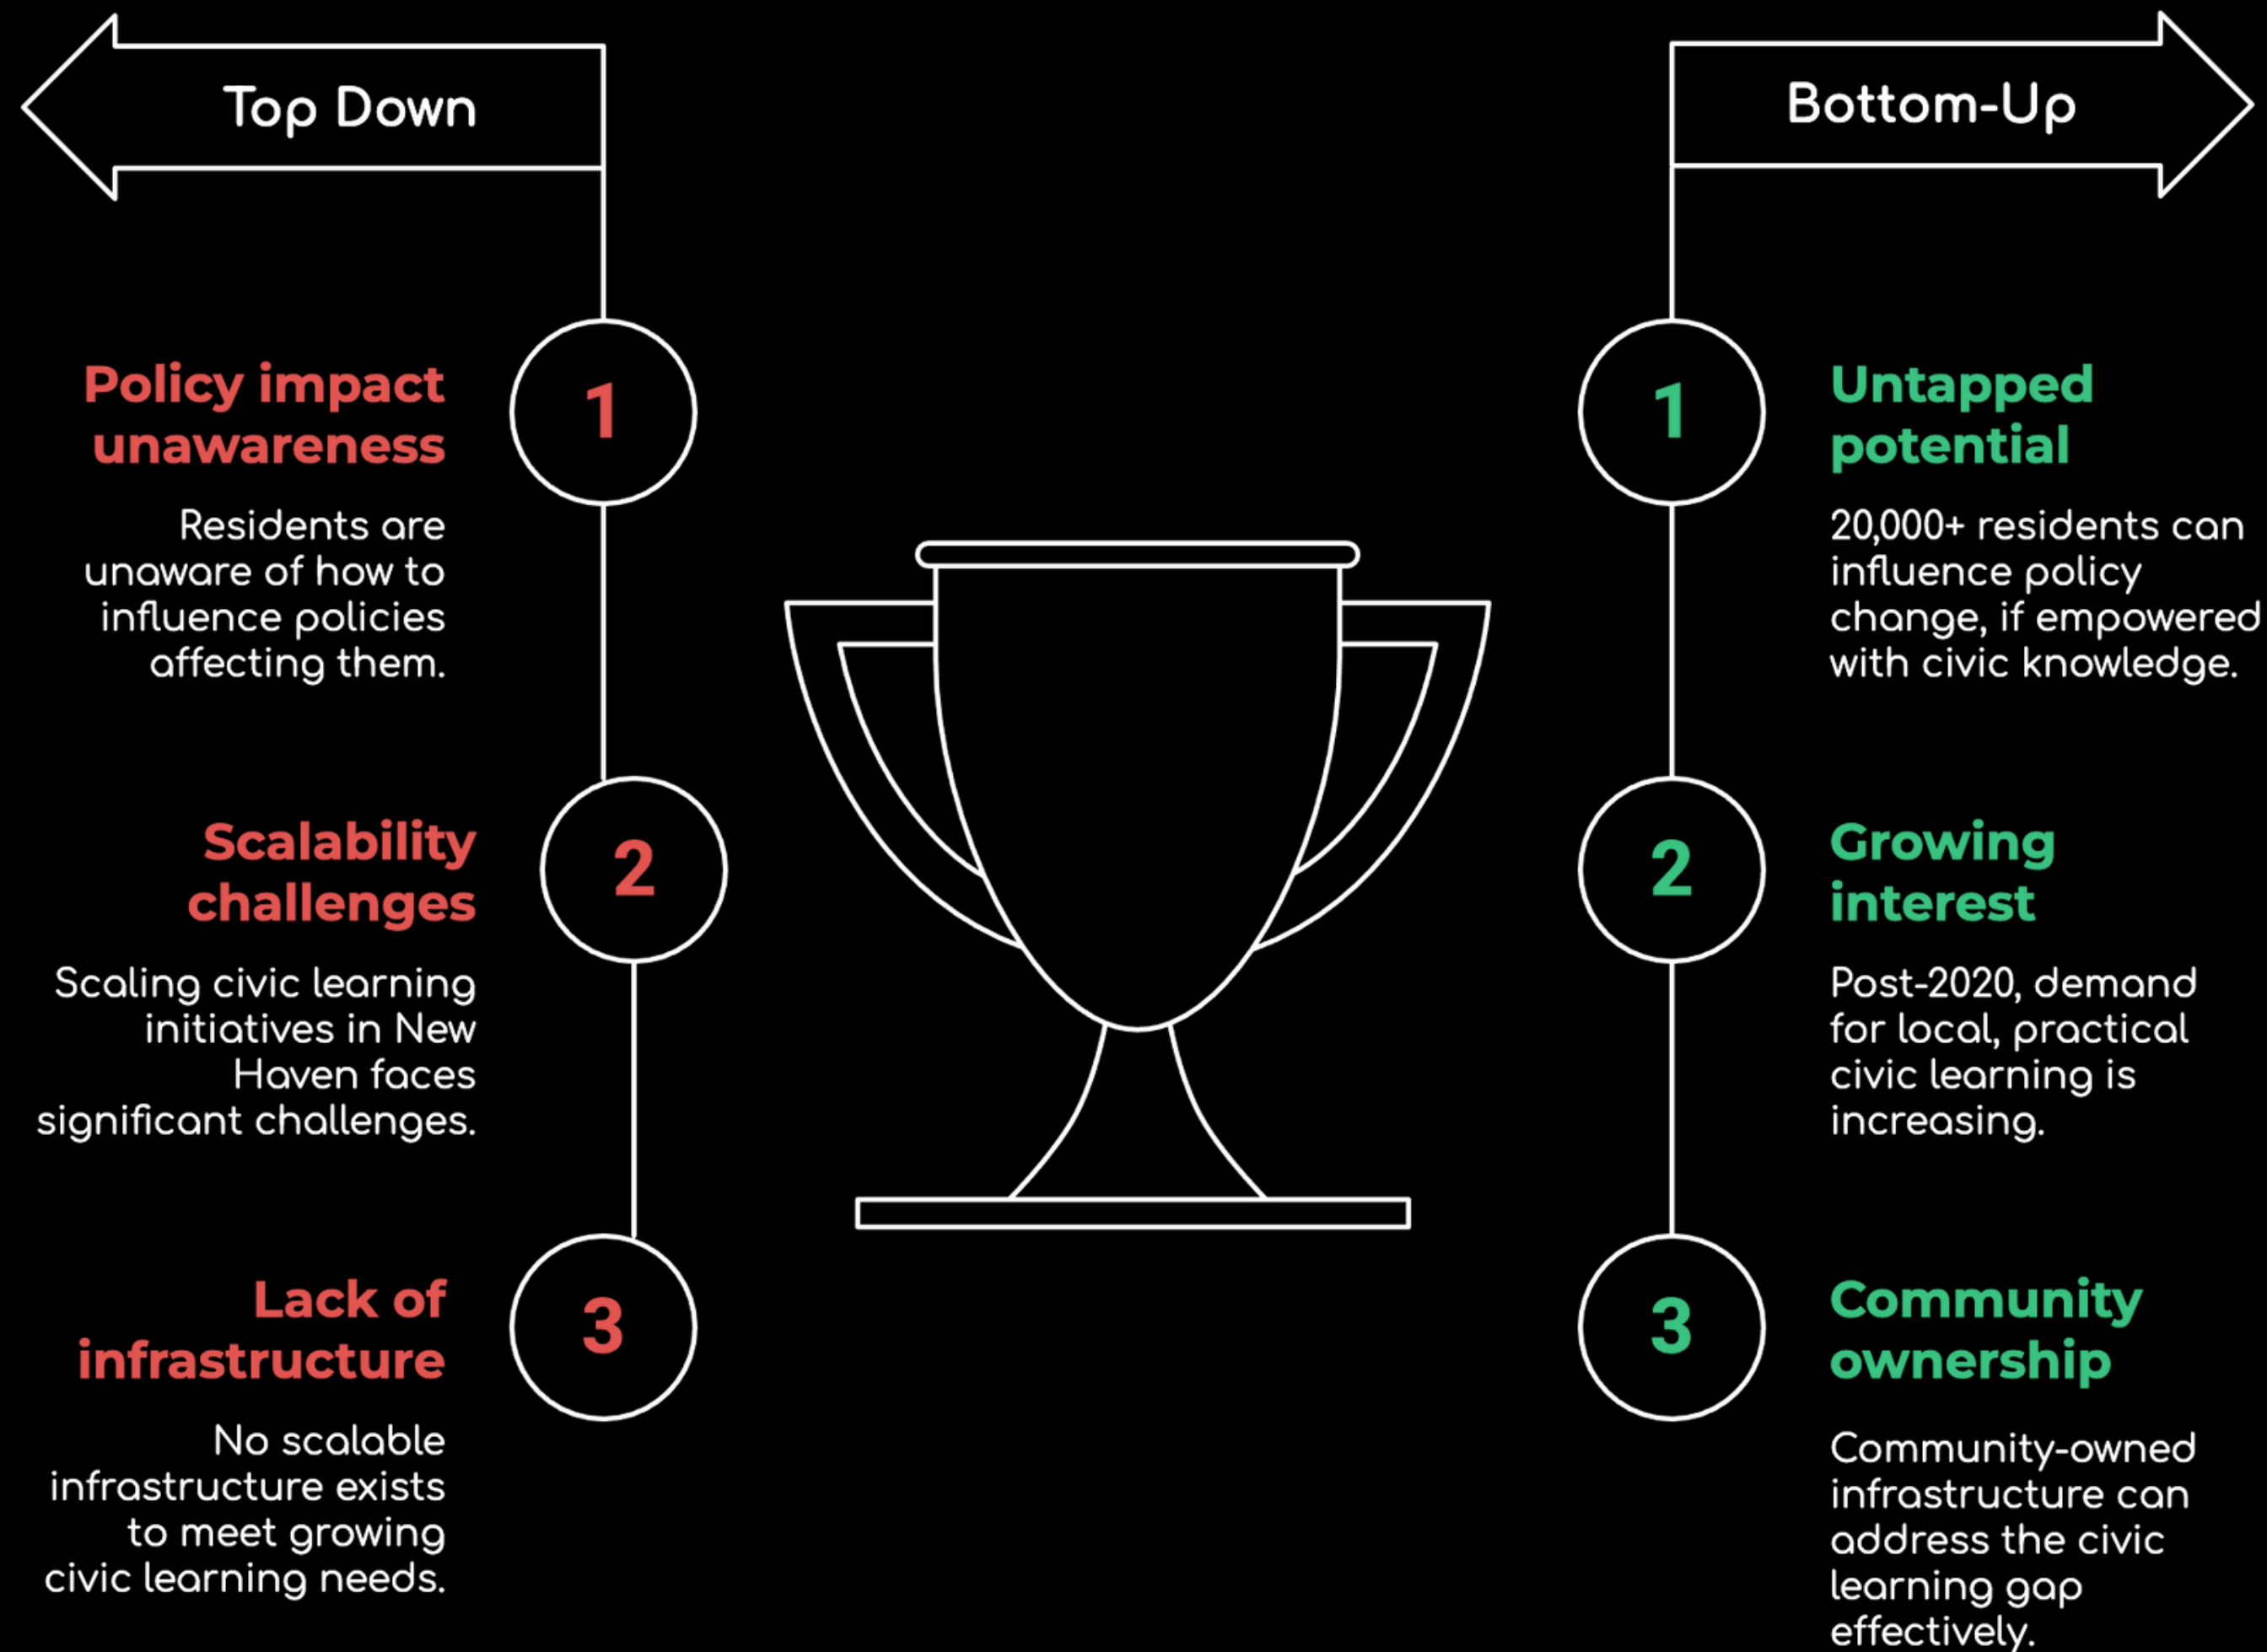 Top Down
1
Policy impact
unawareness
Residents are
unaware of how to
influence policies
affecting them.
2
Scalability
challenges
Scaling civic learning
initiatives in New
Haven faces
significant challenges.
3
Lack of
infrastructure
No scalable
infrastructure exists
to meet growing
civic learning needs.
Bottom-Up
1
Untapped
potential
20,000+ residents can
influence policy
change, if empowered
with civic knowledge.
2
Growing
interest
Post-2020, demand
for local, practical
civic learning is
increasing.
3
Community
ownership
Community-owned
infrastructure can
address the civic
learning gap
effectively.